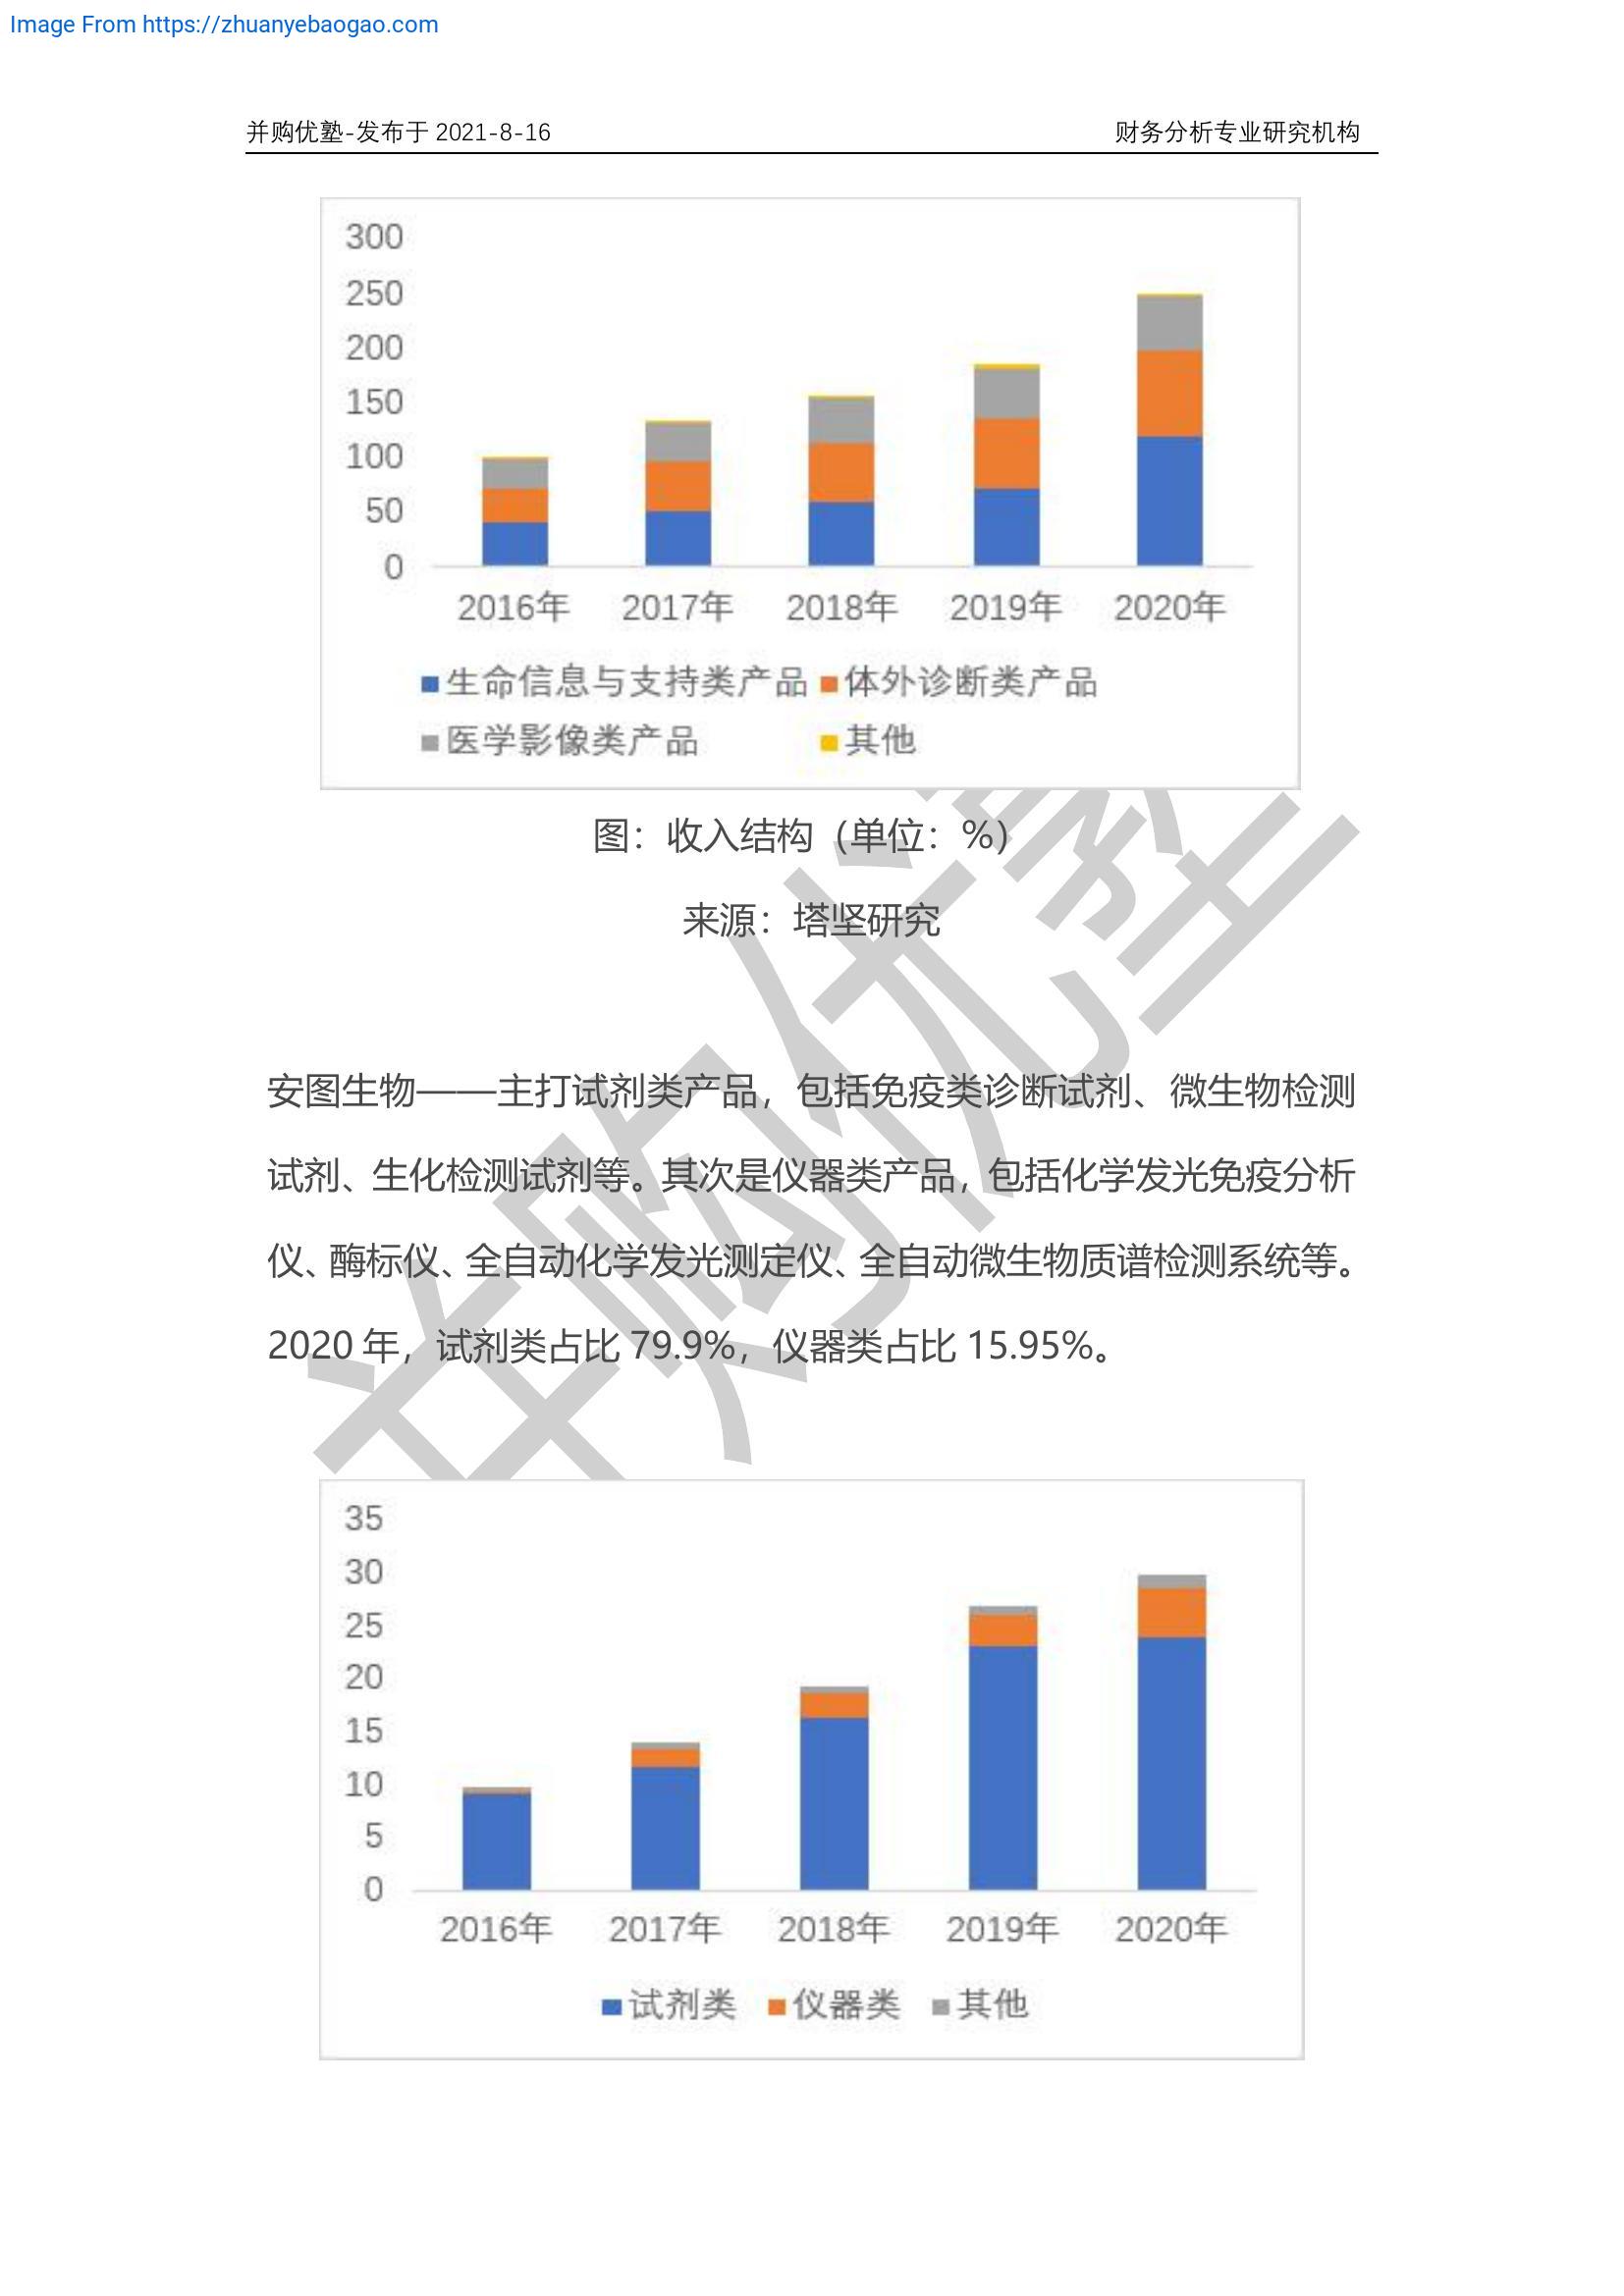 Image From https://zhuanyebaogao.com
并购优塾-发布于 2021-8-16 财务分析专业研究机构
300
250
200
150
100
50
0
2016年 2017年 2018年 2019年 2020年
生命信息与支持类产品 体外诊断类产品
医学影像类产品 其他
图：收入结构（单位：%）
来源：塔坚研究
安图生物——主打试剂类产品，包括免疫类诊断试剂、微生物检测
试剂、生化检测试剂等。其次是仪器类产品，包括化学发光免疫分析
仪、酶标仪、全自动化学发光测定仪、全自动微生物质谱检测系统等。
2020 年，试剂类占比 79.9%，仪器类占比 15.95%。
并购优塾
35
30
25
20
15
10
5
0
2016年 2017年 2018年 2019年 2020年
试剂类 仪器类 其他